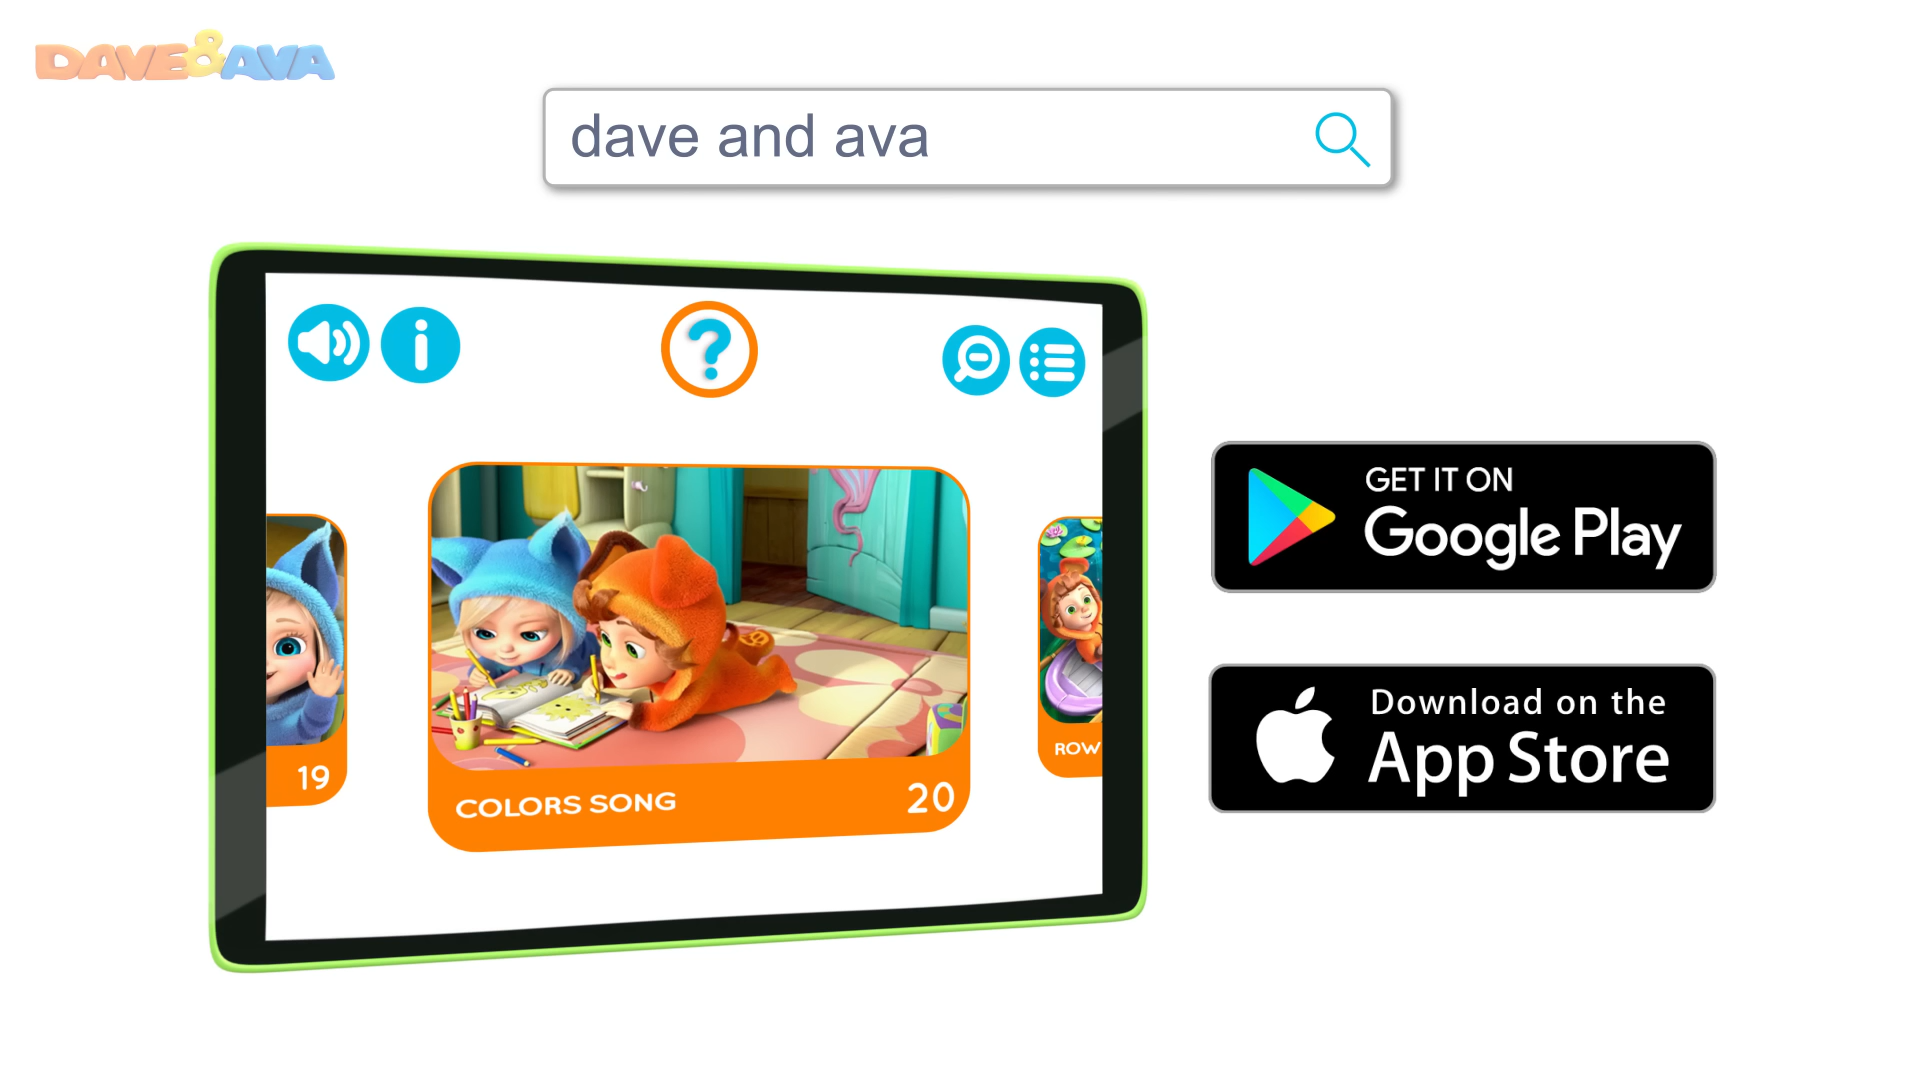 DAVE&AVA
dave and ava
GET IT ON
Google Play
Download on the
App Store
19
COLORS SONG 20
ROW